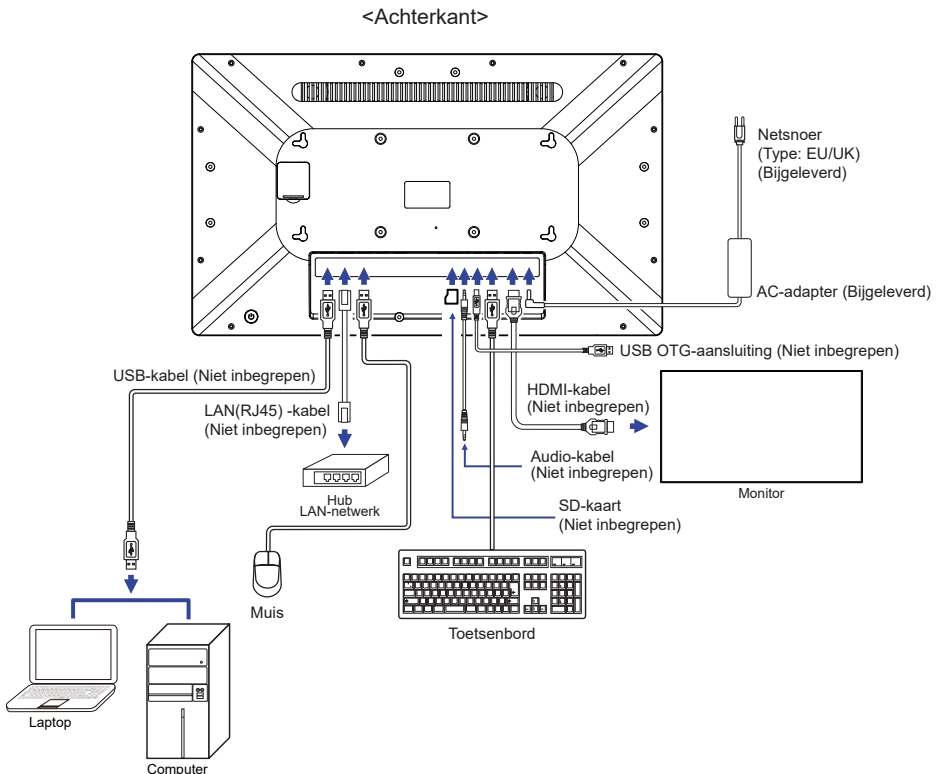 <Achterkant>
Netsnoer
(Type: EU/UK)
(Bijgeleverd)
AC-adapter (Bijgeleverd)
USB OTG-aansluiting (Niet inbegrepen)
USB-kabel (Niet inbegrepen)
HDMI-kabel
(Niet inbegrepen)
LAN(RJ45) -kabel
(Niet inbegrepen)
Audio-kabel
(Niet inbegrepen)
Monitor
Hub
LAN-netwerk
SD-kaart
(Niet inbegrepen)
Muis
Toetsenbord
Laptop
Computer